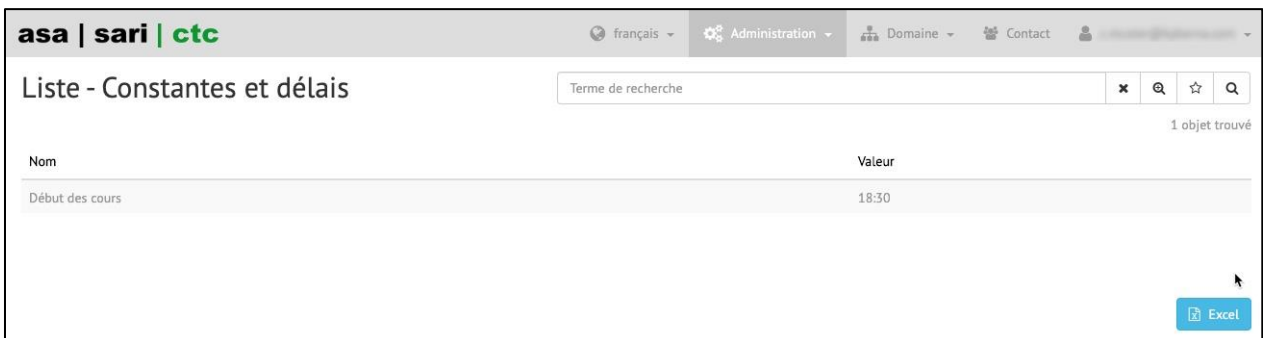 asa | sari | ctc
français
Administration
Domaine
Contact
Liste - Constantes et délais
Terme de recherche
1 objet trouvé
Nom Valeur
Début des cours 18:30
Excel